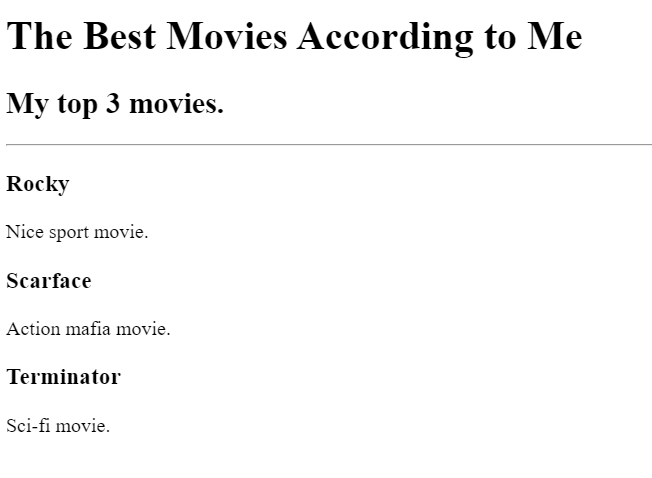 The Best Movies According to Me
My top 3 movies.
Rocky
Nice sport movie.
Scarface
Action mafia movie.
Terminator
Sci-fi movie.